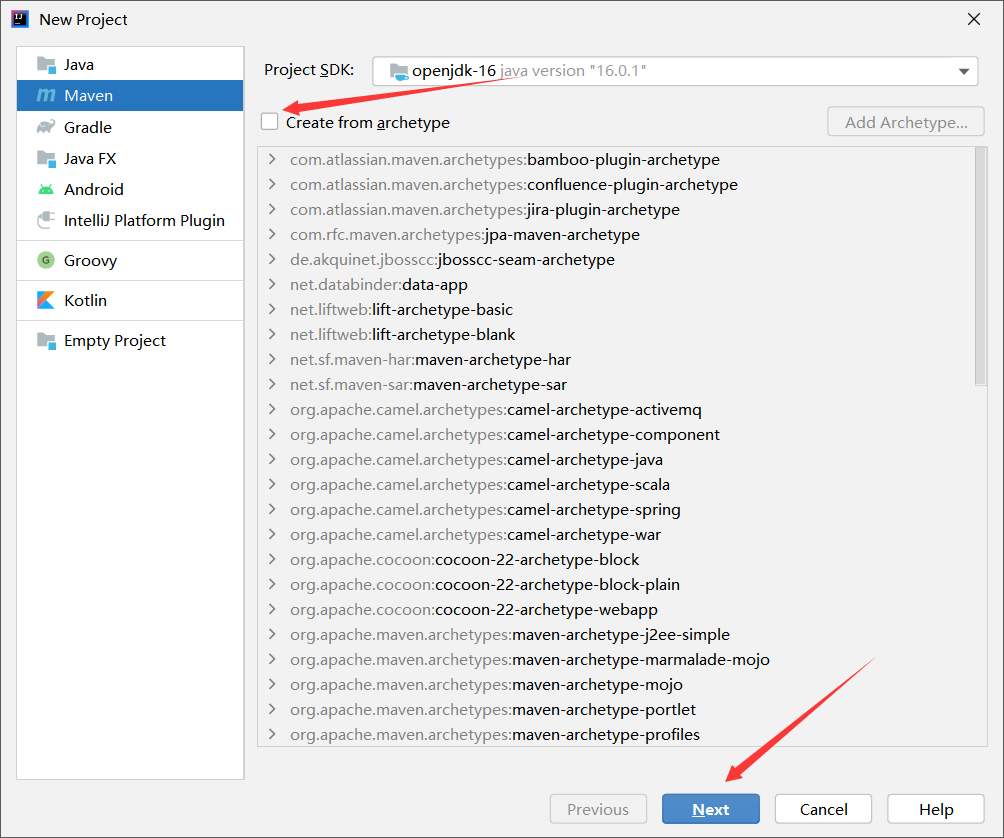 New Project
Java
Maven
Gradle
Java FX
Android
IntelliJ Platform Plugin
Groovy
Kotlin
Empty Project
Project SDK: openjdk-16 java version "16.0.1"
Create from archetype
Add Archetype...
com.atlassian.maven.archetypes:bamboo-plugin-archetype
com.atlassian.maven.archetypes:confluence-plugin-archetype
com.atlassian.maven.archetypes:jira-plugin-archetype
com.rfc.maven.archetypes:jpa-maven-archetype
de.akquinet.jbosscc:jbosscc-seam-archetype
net.databinder:data-app
net.liftweb:lift-archetype-basic
net.liftweb:lift-archetype-blank
net.sf.maven-har:maven-archetype-har
net.sf.maven-sar:maven-archetype-sar
org.apache.camel.archetypes:camel-archetype-activemq
org.apache.camel.archetypes:camel-archetype-component
org.apache.camel.archetypes:camel-archetype-java
org.apache.camel.archetypes:camel-archetype-scala
org.apache.camel.archetypes:camel-archetype-spring
org.apache.camel.archetypes:camel-archetype-war
org.apache.cocoon:cocoon-22-archetype-block
org.apache.cocoon:cocoon-22-archetype-block-plain
org.apache.cocoon:cocoon-22-archetype-webapp
org.apache.maven.archetypes:maven-archetype-j2ee-simple
org.apache.maven.archetypes:maven-archetype-marmalade-mojo
org.apache.maven.archetypes:maven-archetype-mojo
org.apache.maven.archetypes:maven-archetype-portlet
org.apache.maven.archetypes:maven-archetype-profiles
Previous
Next
Cancel
Help